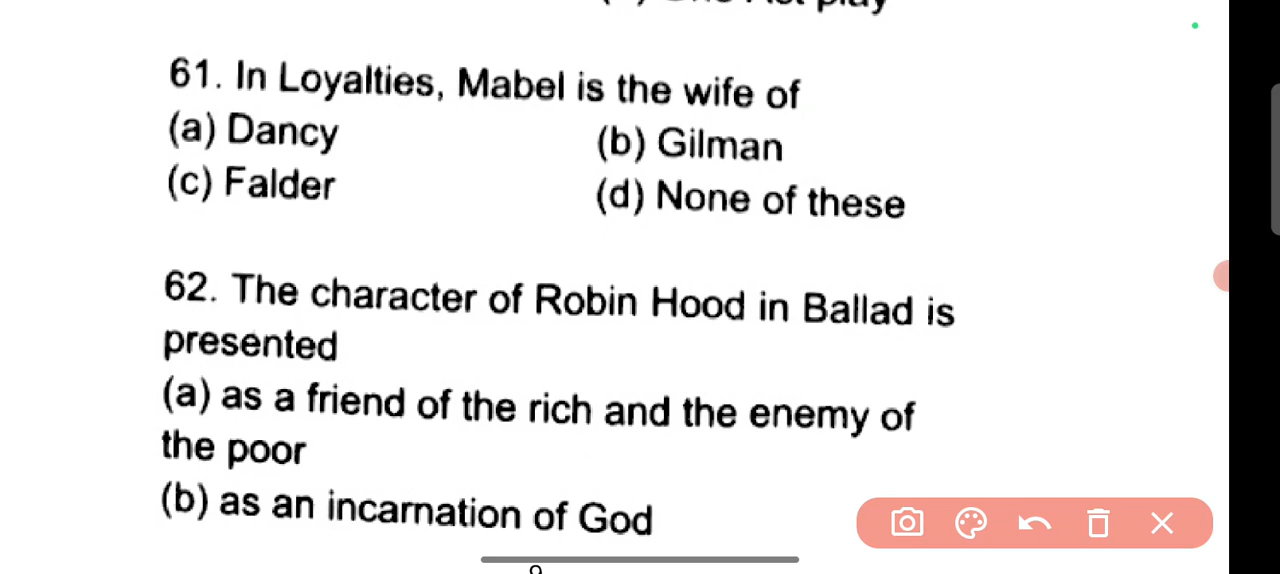 61. In Loyalties, Mabel is the wife of
(a) Dancy (b) Gilman
(c) Falder (d) None of these
62. The character of Robin Hood in Ballad is
presented
(a) as a friend of the rich and the enemy of
the poor
(b) as an incarnation of God